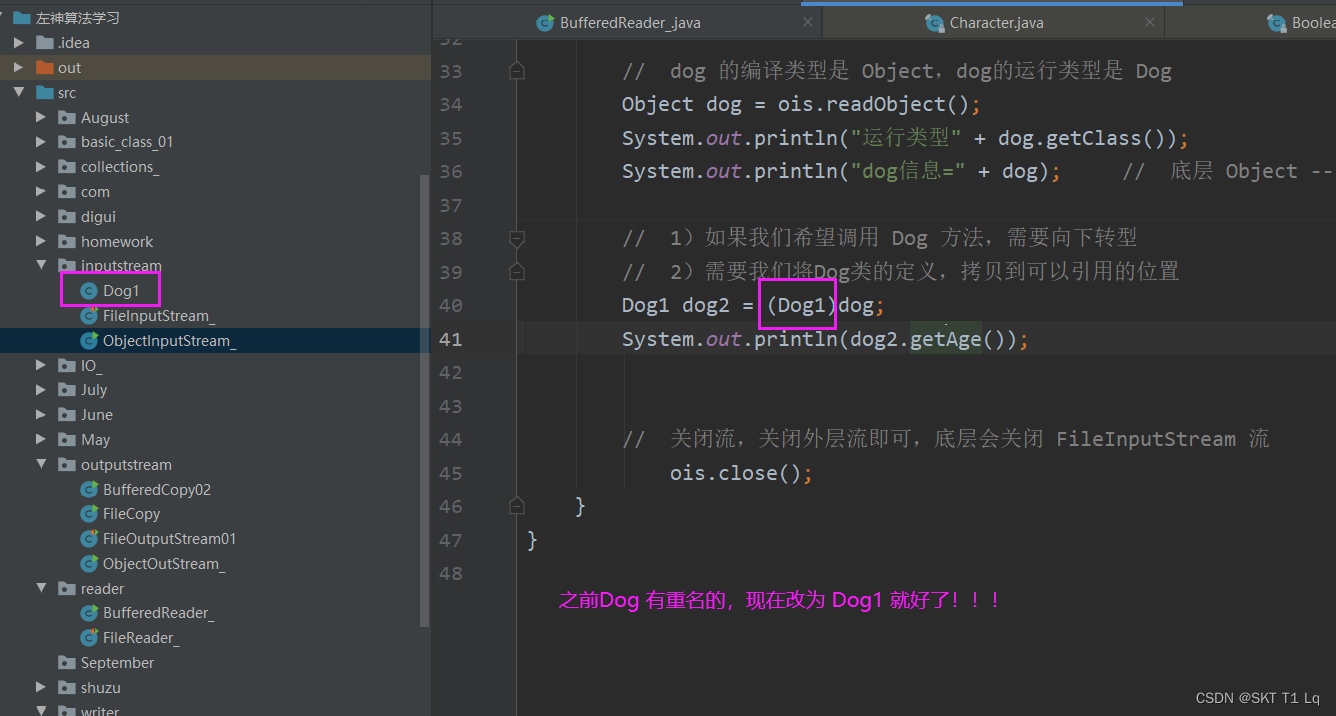 左神算法学习
.idea
out
src
August
basic_class_01
collections_
com
digui
homework
inputstream
Dog1
FileInputStream_
ObjectInputStream_
IO_
July
June
May
outputstream
BufferedCopy02
FileCopy
FileOutputStream01
ObjectOutStream_
reader
BufferedReader_
FileReader_
September
shuzu
writer
BufferedReader_.java
Character.java
Boolea
32
33 // dog 的编译类型是 Object，dog的运行类型是 Dog
34 Object dog = ois.readObject();
35 System.out.println("运行类型" + dog.getClass());
36 System.out.println("dog信息=" + dog); // 底层 Object --
37
38 // 1）如果我们希望调用 Dog 方法，需要向下转型
39 // 2）需要我们将Dog类的定义，拷贝到可以引用的位置
40 Dog1 dog2 = (Dog1)dog;
41 System.out.println(dog2.getAge());
42
43
44 // 关闭流，关闭外层流即可，底层会关闭 FileInputStream 流
45 ois.close();
46 }
47 }
48
之前Dog 有重名的，现在改为 Dog1 就好了！！！
CSDN @SKT T1 Lq